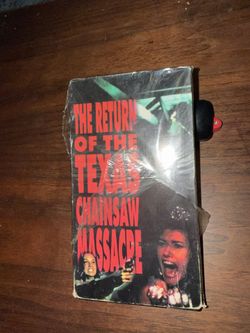 THE RETURN
OF THE
TEXAS
CHAINSAW
MASSACRE